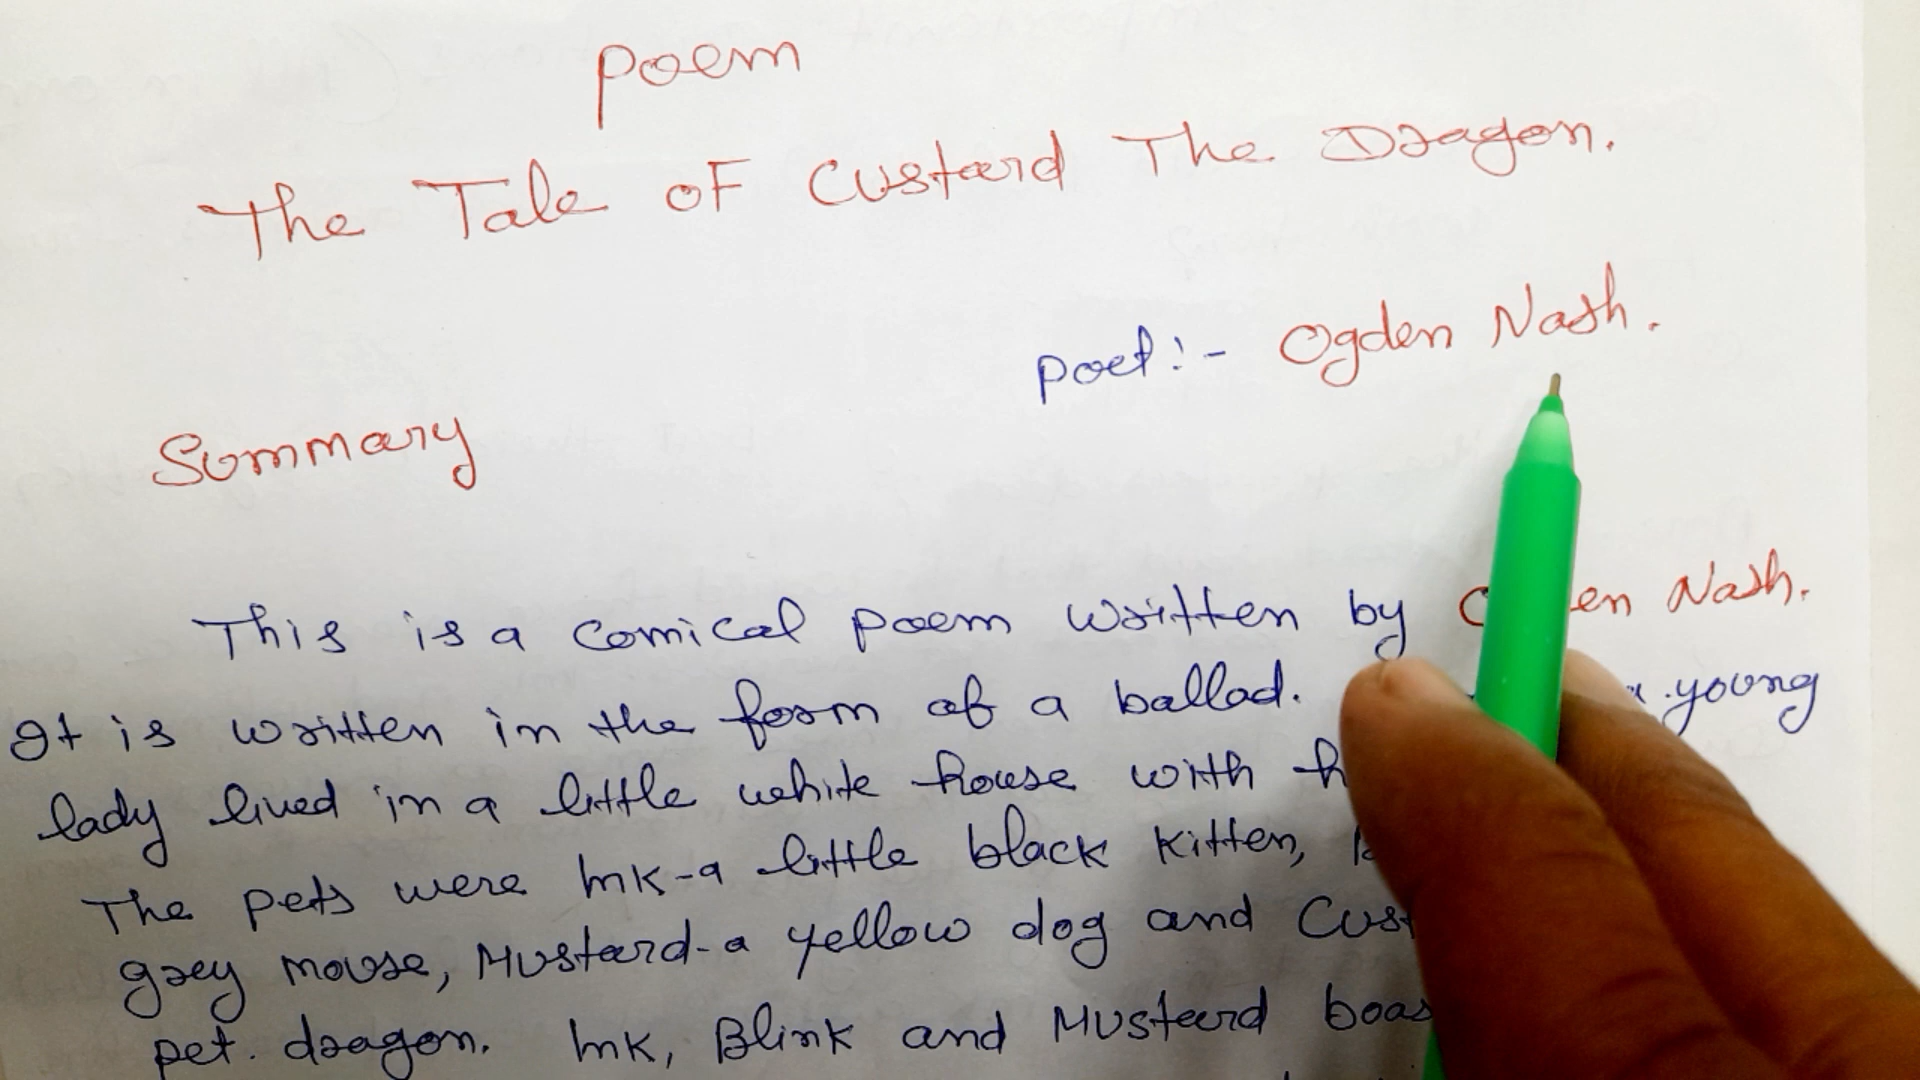 Poem
The Tale of Custard The Dragon.
Poet:- Ogden Nash.
Summary
This is a comical poem written by en Nash.
It is written in the form of a ballad. young
lady lived in a little white house with
The pets were Ink-a little black kitten,
grey mouse, Mustard-a yellow dog and
pet. dragon. Ink, Blink and Mustard